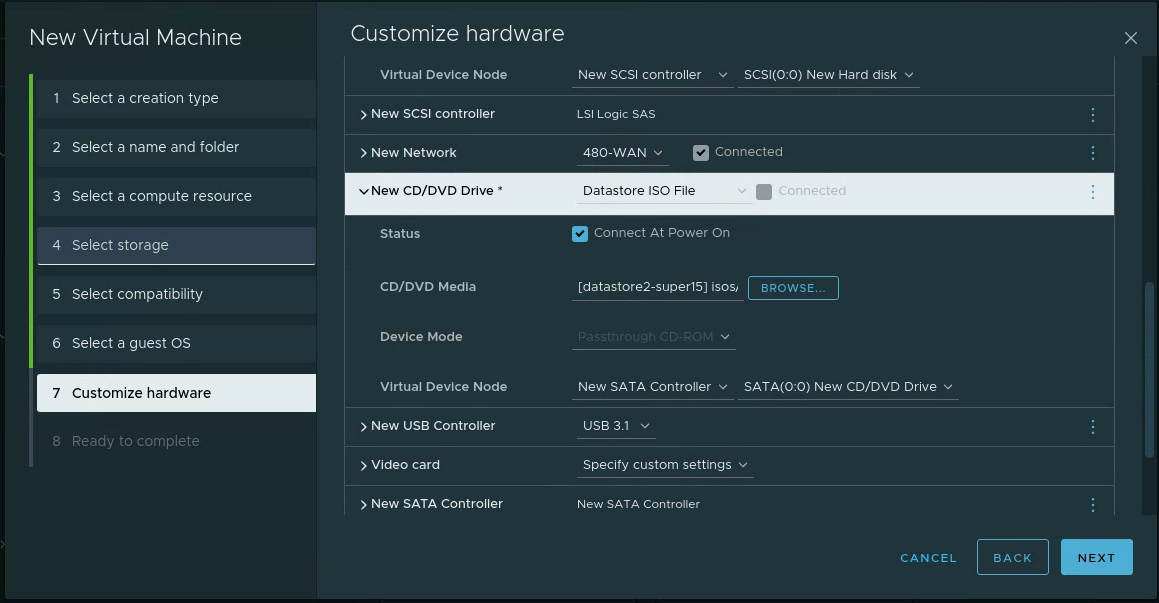 New Virtual Machine
1 Select a creation type
2 Select a name and folder
3 Select a compute resource
4 Select storage
5 Select compatibility
6 Select a guest OS
7 Customize hardware
8 Ready to complete
Customize hardware
Virtual Device Node New SCSI controller SCSI(0:0) New Hard disk
New SCSI controller LSI Logic SAS
New Network 480-WAN Connected
New CD/DVD Drive * Datastore ISO File Connected
Status Connect At Power On
CD/DVD Media [datastore2-super15] isos/ BROWSE...
Device Mode Passthrough CD-ROM
Virtual Device Node New SATA Controller SATA(0:0) New CD/DVD Drive
New USB Controller USB 3.1
Video card Specify custom settings
New SATA Controller New SATA Controller
CANCEL BACK NEXT